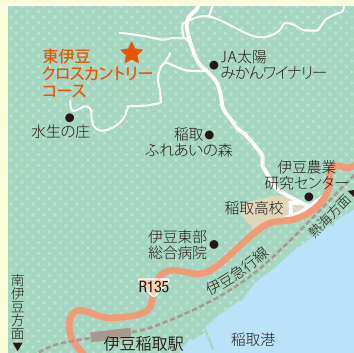 東伊豆
クロスカントリー
コース
JA太陽
みかんワイナリー
水生の庄
稲取
ふれあいの森
伊豆農業
研究センター
稲取高校
熱海方面▼
伊豆東部
総合病院
伊豆急行線
R135
南伊豆方面▼
伊豆稲取駅
稲取港